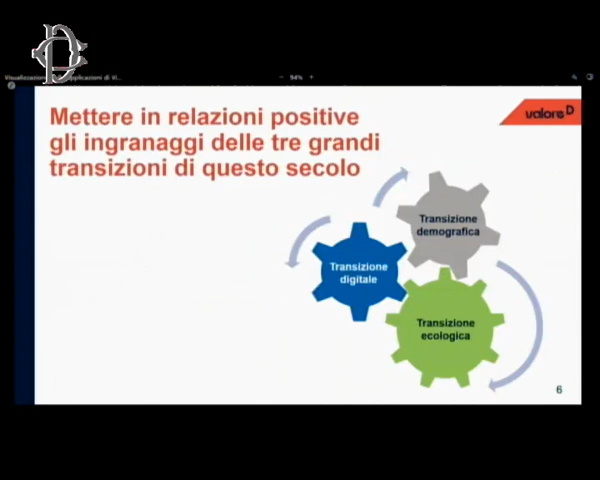 94%
Mettere in relazioni positive
gli ingranaggi delle tre grandi
transizioni di questo secolo
valore D
Transizione
demografica
Transizione
digitale
Transizione
ecologica
6